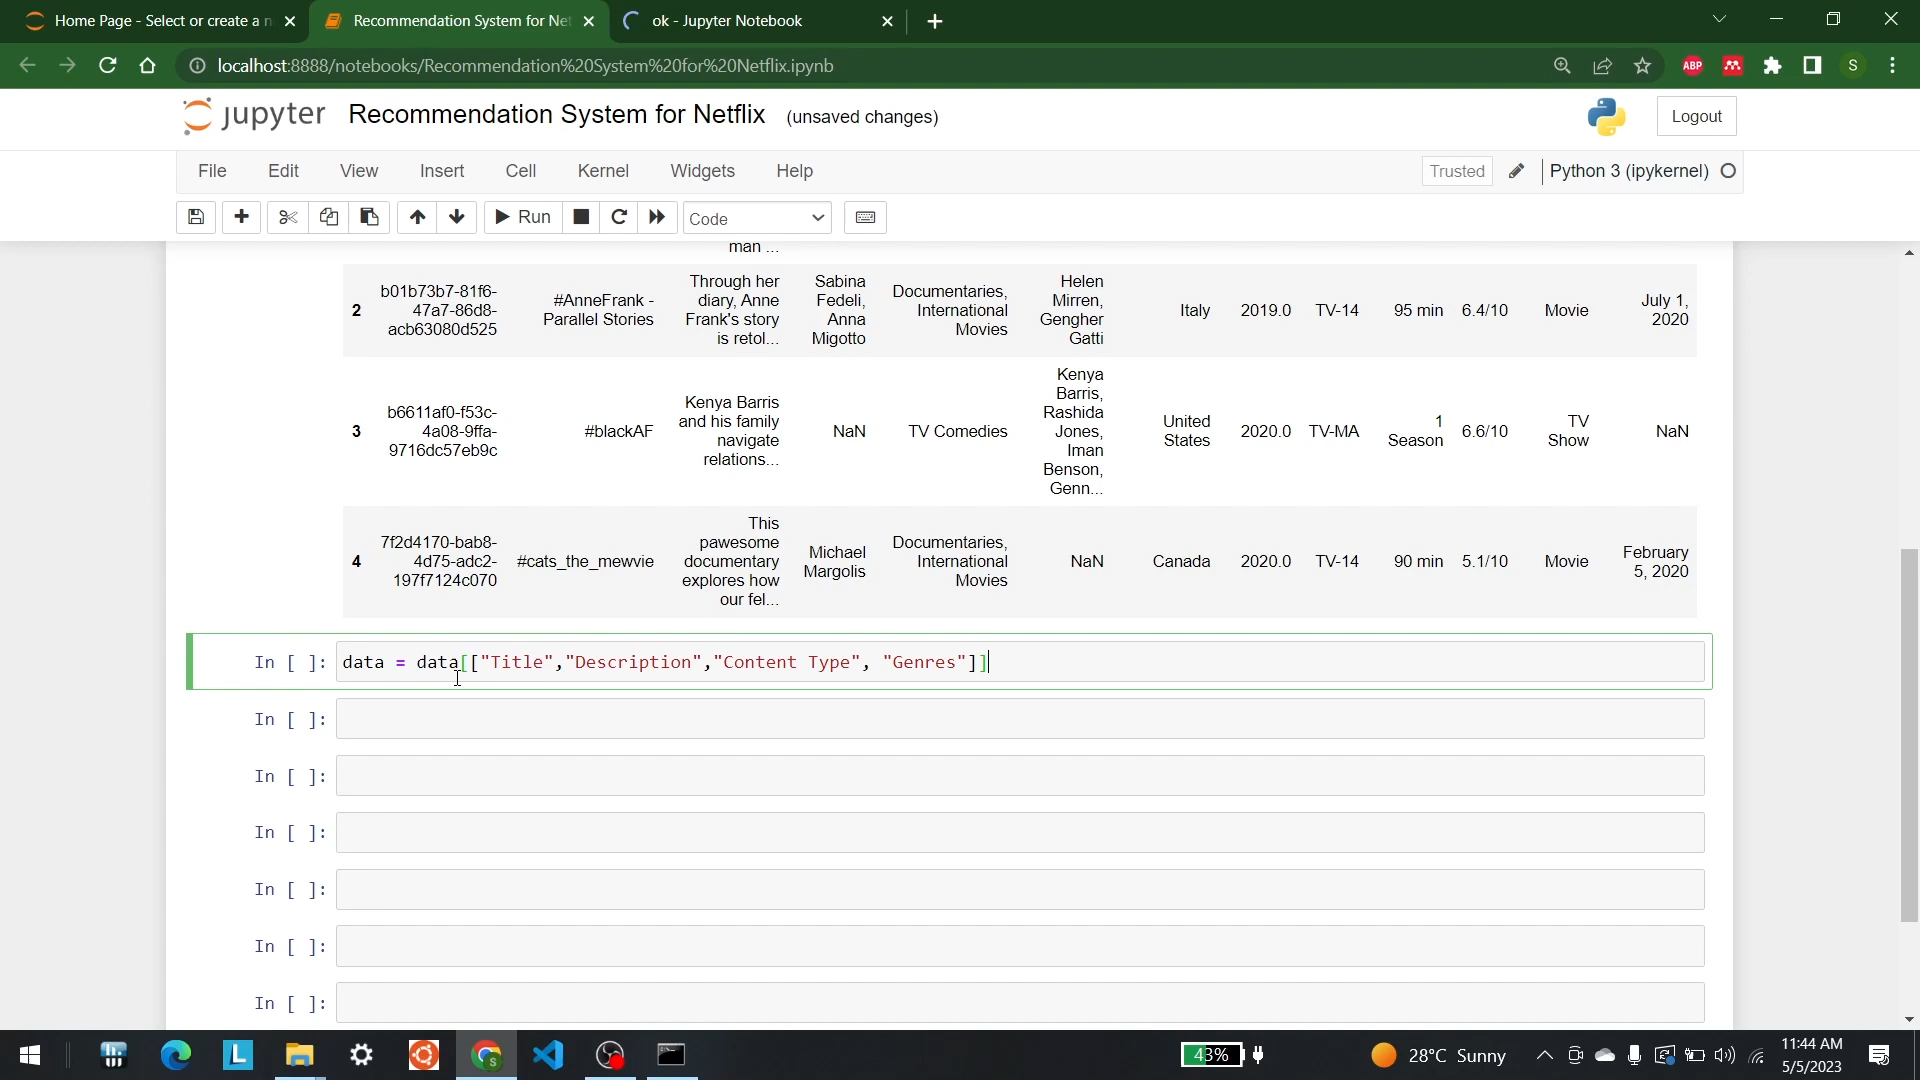 Home Page - Select or create a n
Recommendation System for Net
ok - Jupyter Notebook
localhost:8888/notebooks/Recommendation%20System%20for%20Netflix.ipynb
ABP
S
jupyter Recommendation System for Netflix (unsaved changes)
Logout
File Edit View Insert Cell Kernel Widgets Help
Trusted Python 3 (ipykernel)
Run Code
man ...
2 b01b73b7-81f6-47a7-86d8-acb63080d525 #AnneFrank - Parallel Stories Through her diary, Anne Frank's story is retol... Sabina Fedeli, Anna Migotto Documentaries, International Movies Helen Mirren, Gengher Gatti Italy 2019.0 TV-14 95 min 6.4/10 Movie July 1, 2020
3 b6611af0-f53c-4a08-9ffa-9716dc57eb9c #blackAF Kenya Barris and his family navigate relations... NaN TV Comedies Kenya Barris, Rashida Jones, Iman Benson, Genn... United States 2020.0 TV-MA 1 Season 6.6/10 TV Show NaN
4 7f2d4170-bab8-4d75-adc2-197f7124c070 #cats_the_mewvie This pawesome documentary explores how our fel... Michael Margolis Documentaries, International Movies NaN Canada 2020.0 TV-14 90 min 5.1/10 Movie February 5, 2020
In [ ]: data = data[["Title","Description","Content Type", "Genres"]]
In [ ]:
In [ ]:
In [ ]:
In [ ]:
In [ ]:
In [ ]:
L
S
43%
28°C Sunny
11:44 AM
5/5/2023